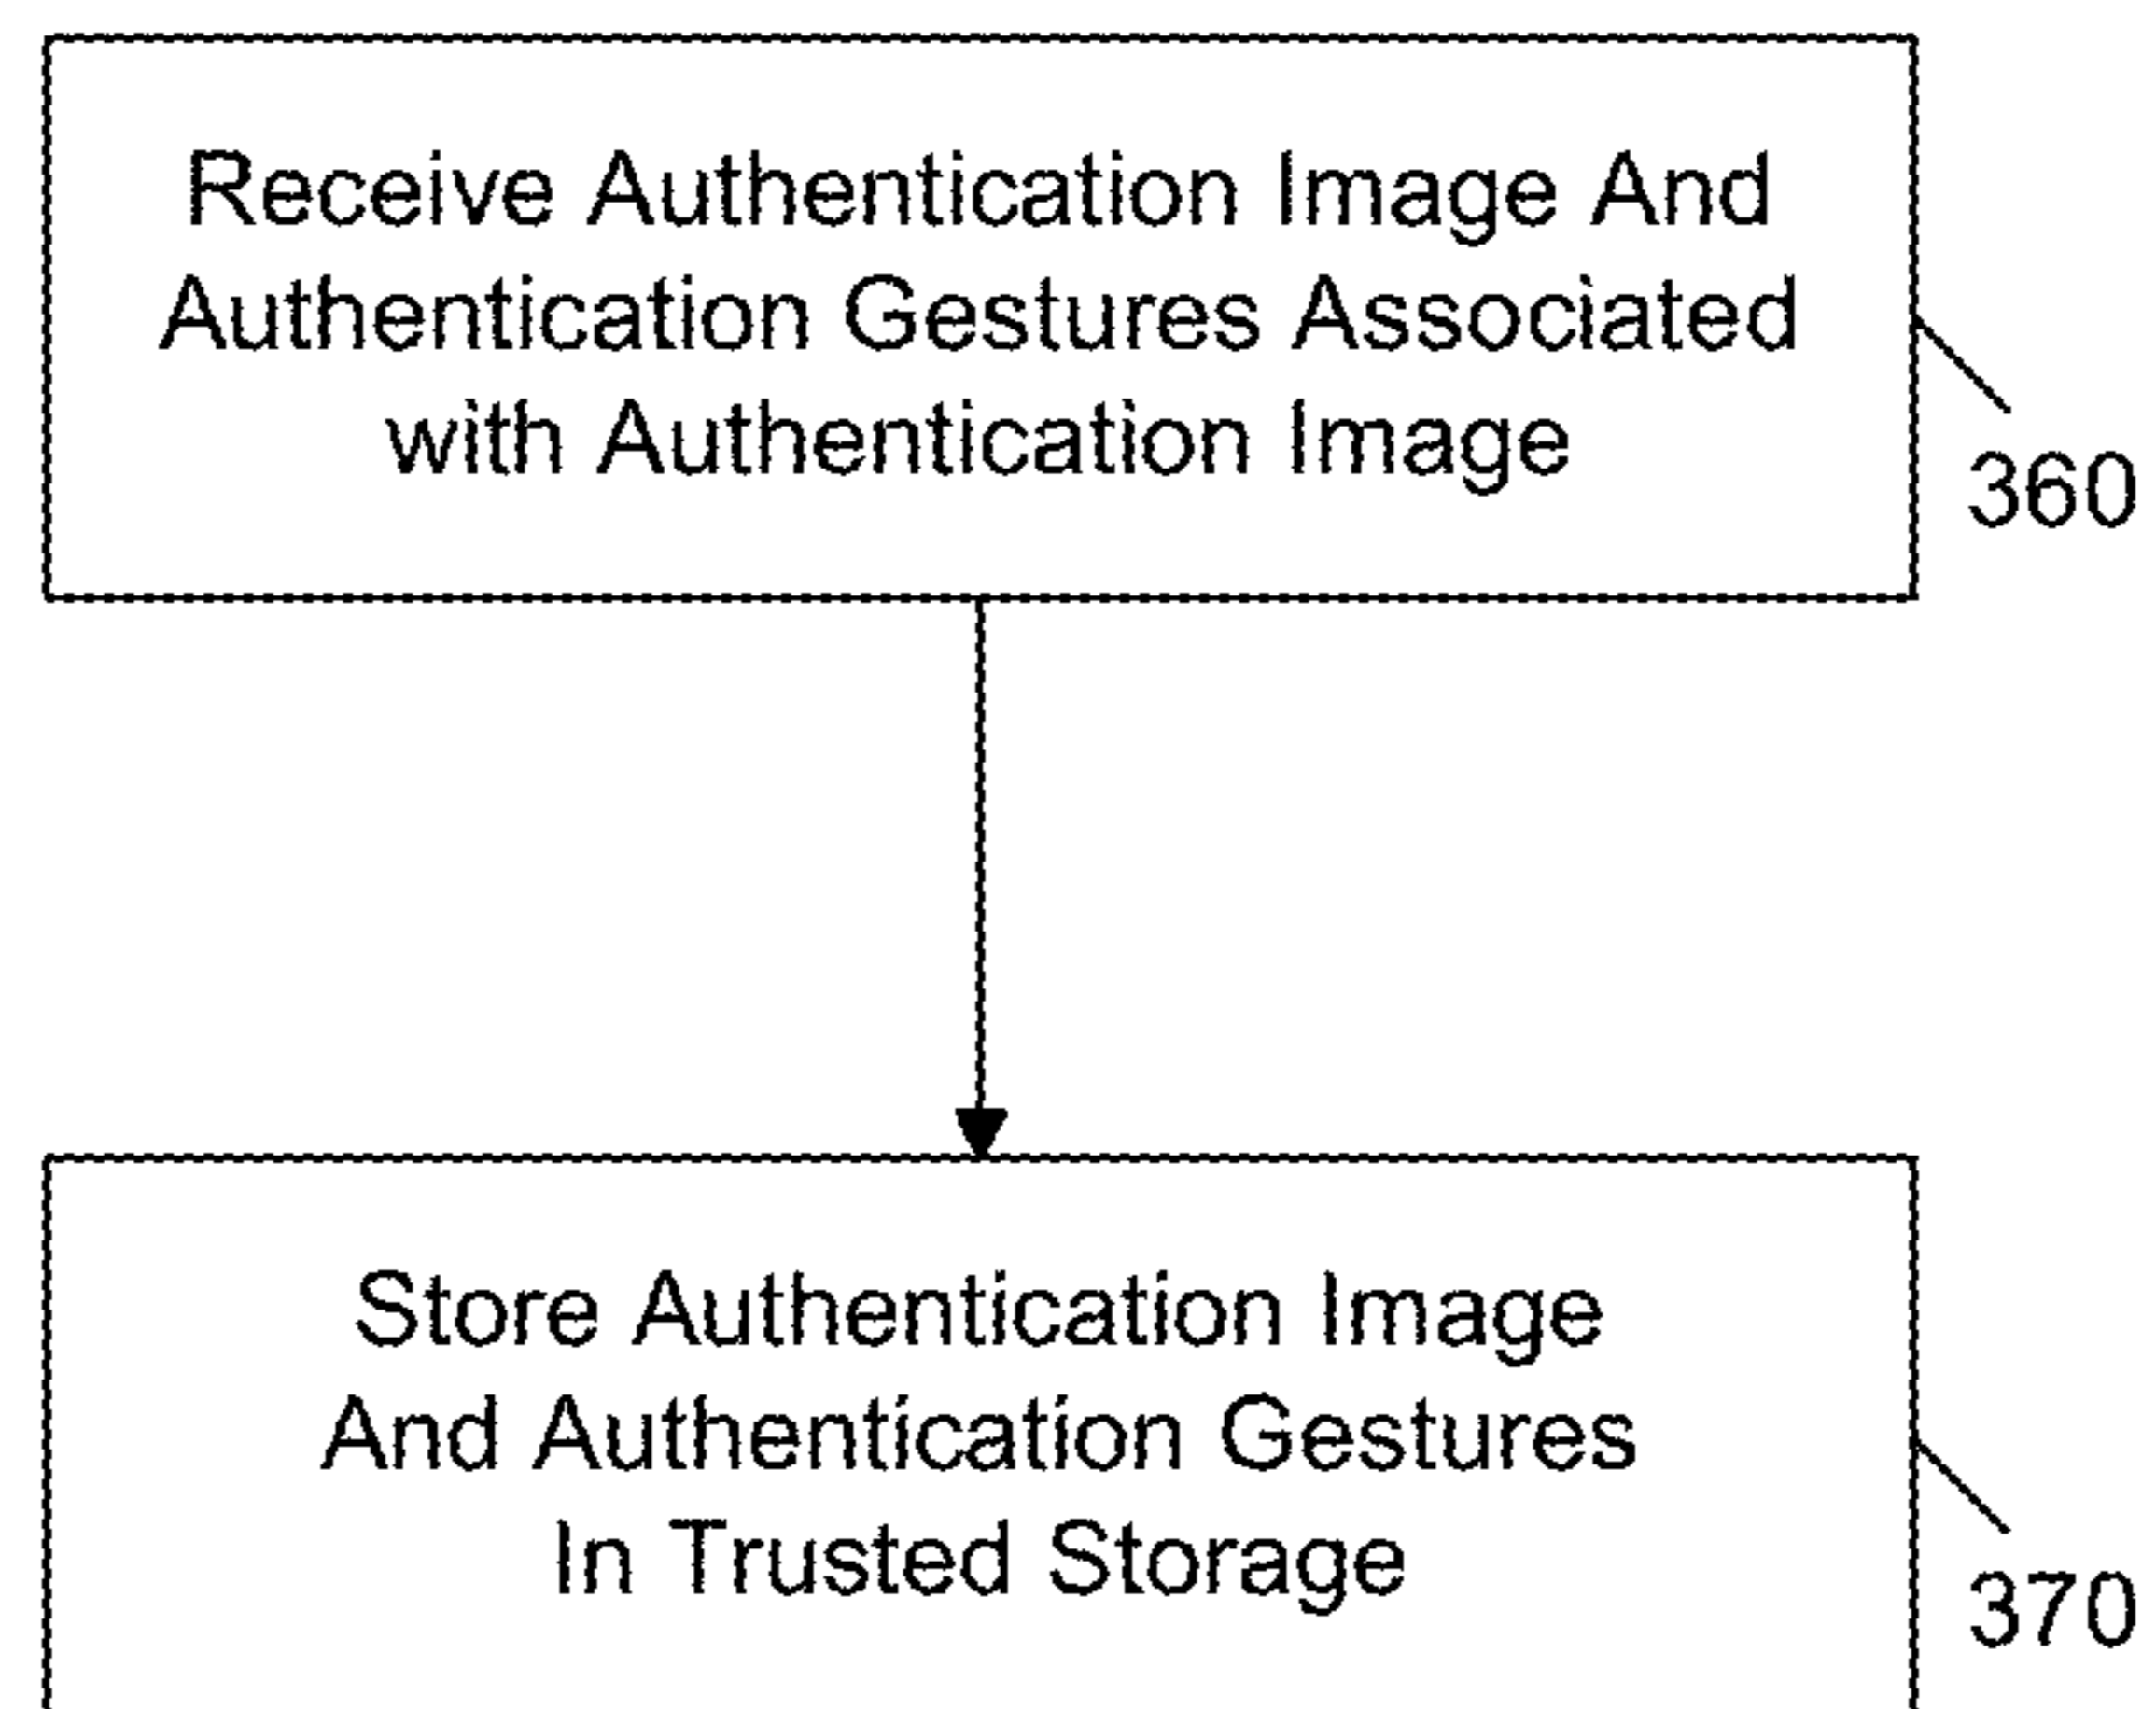 Receive Authentication Image And
Authentication Gestures Associated
with Authentication Image
360
Store Authentication Image
And Authentication Gestures
In Trusted Storage
370